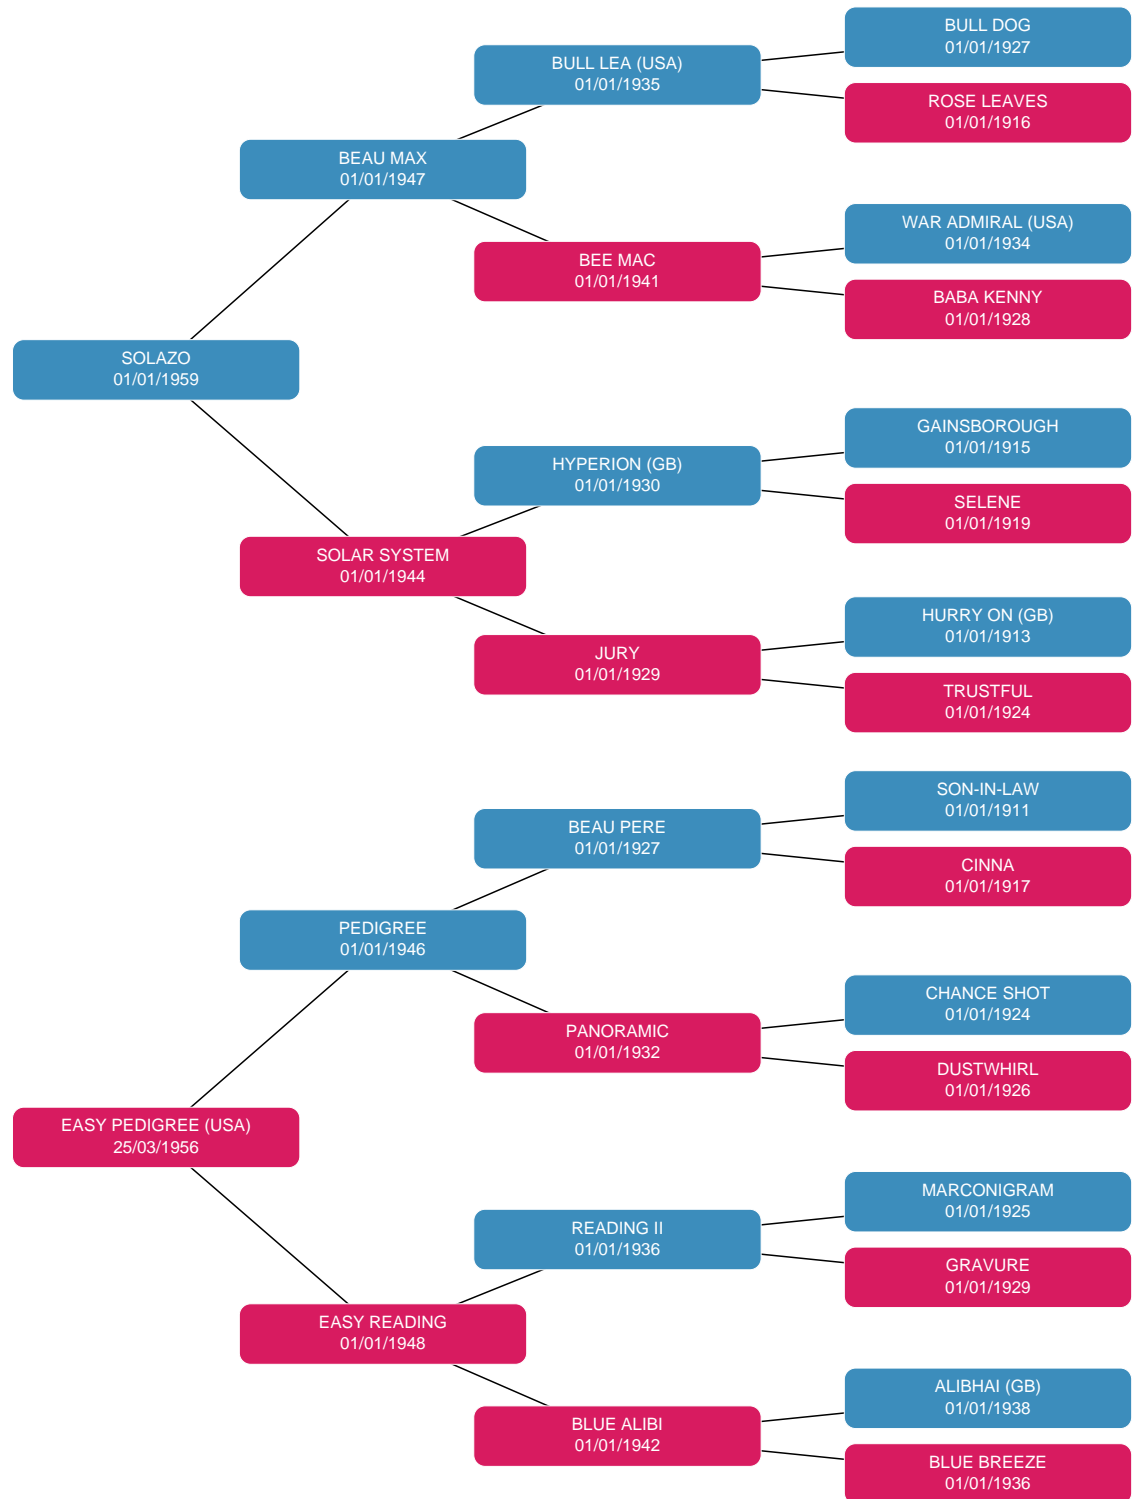 BULL DOG
01/01/1927
BULL LEA (USA)
01/01/1935
ROSE LEAVES
01/01/1916
BEAU MAX
01/01/1947
WAR ADMIRAL (USA)
01/01/1934
BEE MAC
01/01/1941
BABA KENNY
01/01/1928
SOLAZO
01/01/1959
GAINSBOROUGH
01/01/1915
HYPERION (GB)
01/01/1930
SELENE
01/01/1919
SOLAR SYSTEM
01/01/1944
HURRY ON (GB)
01/01/1913
JURY
01/01/1929
TRUSTFUL
01/01/1924
SON-IN-LAW
01/01/1911
BEAU PERE
01/01/1927
CINNA
01/01/1917
PEDIGREE
01/01/1946
CHANCE SHOT
01/01/1924
PANORAMIC
01/01/1932
DUSTWHIRL
01/01/1926
EASY PEDIGREE (USA)
25/03/1956
MARCONIGRAM
01/01/1925
READING II
01/01/1936
GRAVURE
01/01/1929
EASY READING
01/01/1948
ALIBHAI (GB)
01/01/1938
BLUE ALIBI
01/01/1942
BLUE BREEZE
01/01/1936